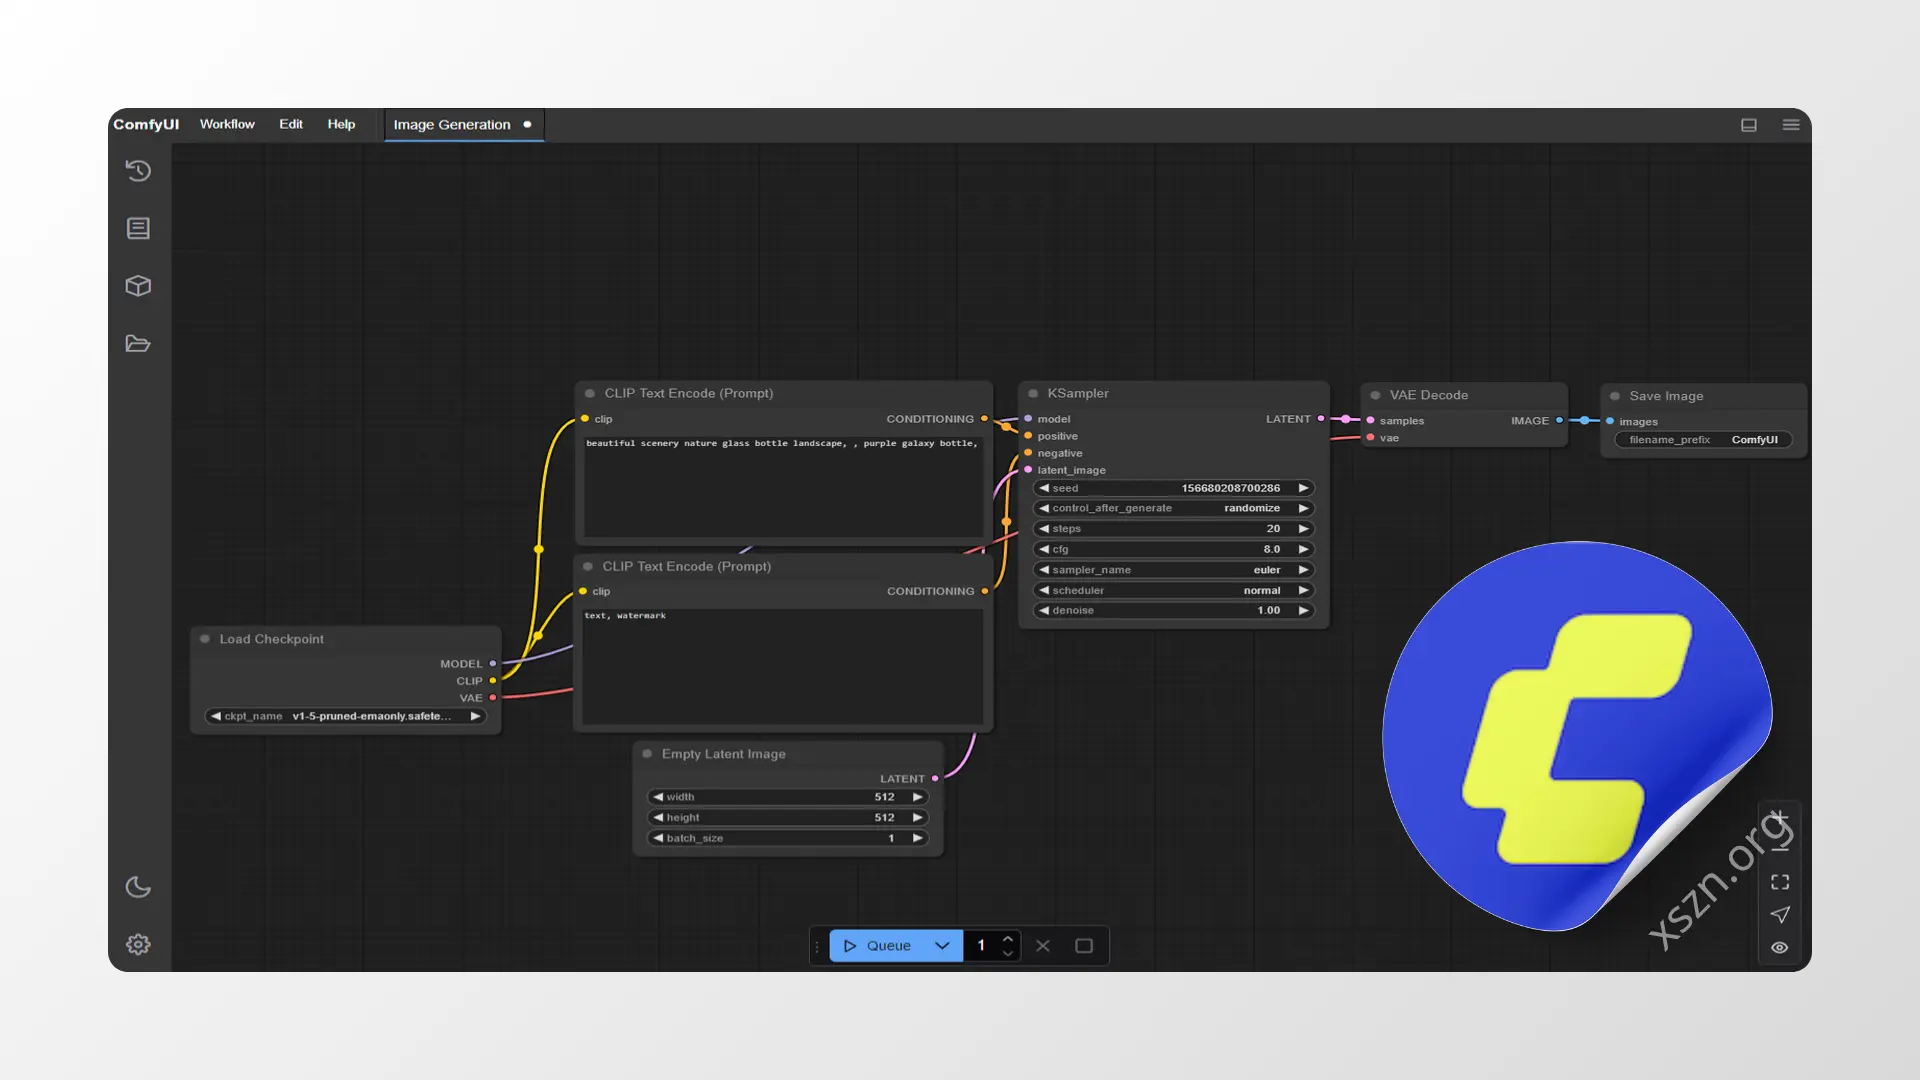 ComfyUI Workflow Edit Help Image Generation
CLIP Text Encode (Prompt)
clip CONDITIONING
beautiful scenery nature glass bottle landscape, , purple galaxy bottle,
CLIP Text Encode (Prompt)
clip CONDITIONING
text, watermark
Load Checkpoint
MODEL
CLIP
VAE
ckpt_name v1-5-pruned-emaonly.safete...
Empty Latent Image
LATENT
width 512
height 512
batch_size 1
KSampler
model LATENT
positive
negative
latent_image
seed 156680208700286
control_after_generate randomize
steps 20
cfg 8.0
sampler_name euler
scheduler normal
denoise 1.00
VAE Decode
samples IMAGE
vae
Save Image
images
filename_prefix ComfyUI
Queue 1
xszn.org